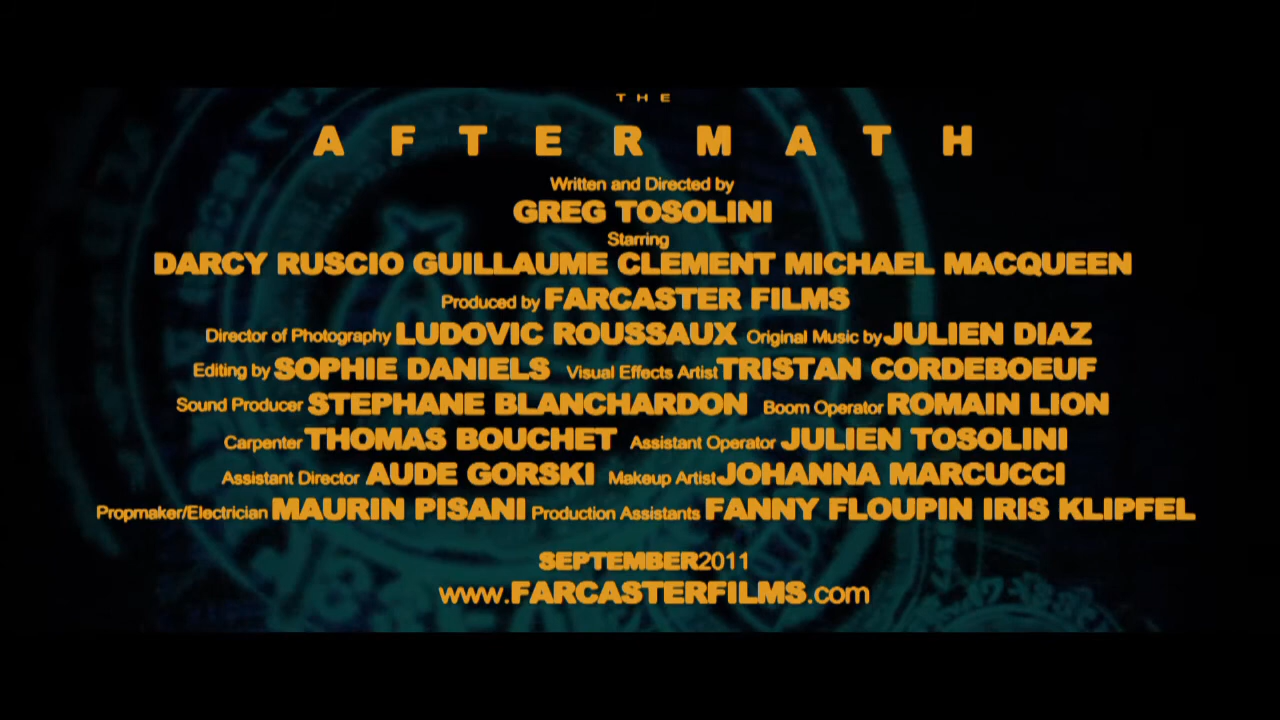 THE
AFTERMATH
Written and Directed by
GREG TOSOLINI
Starring
DARCY RUSCIO GUILLAUME CLEMENT MICHAEL MACQUEEN
Produced by FARCASTER FILMS
Director of Photography LUDOVIC ROUSSAUX Original Music by JULIEN DIAZ
Editing by SOPHIE DANIELS Visual Effects Artist TRISTAN CORDEBOEUF
Sound Producer STEPHANE BLANCHARDON Boom Operator ROMAIN LION
Carpenter THOMAS BOUCHET Assistant Operator JULIEN TOSOLINI
Assistant Director AUDE GORSKI Makeup Artist JOHANNA MARCUCCI
Propmaker/Electrician MAURIN PISANI Production Assistants FANNY FLOUPIN IRIS KLIPFEL
SEPTEMBER2011
www.FARCASTERFILMS.com